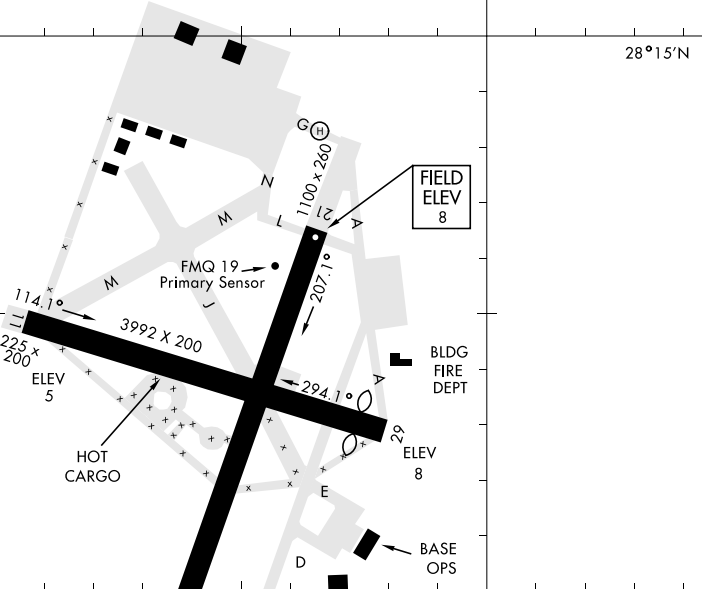 28°15'N
G
H
1100 x 260
FIELD
ELEV
8
N
M
L
21
A
FMQ 19
Primary Sensor
207.1°
M
J
114.1°
11
3992 X 200
225 x
200
ELEV
5
BLDG
FIRE
DEPT
A
294.1°
29
ELEV
8
HOT
CARGO
E
BASE
OPS
D